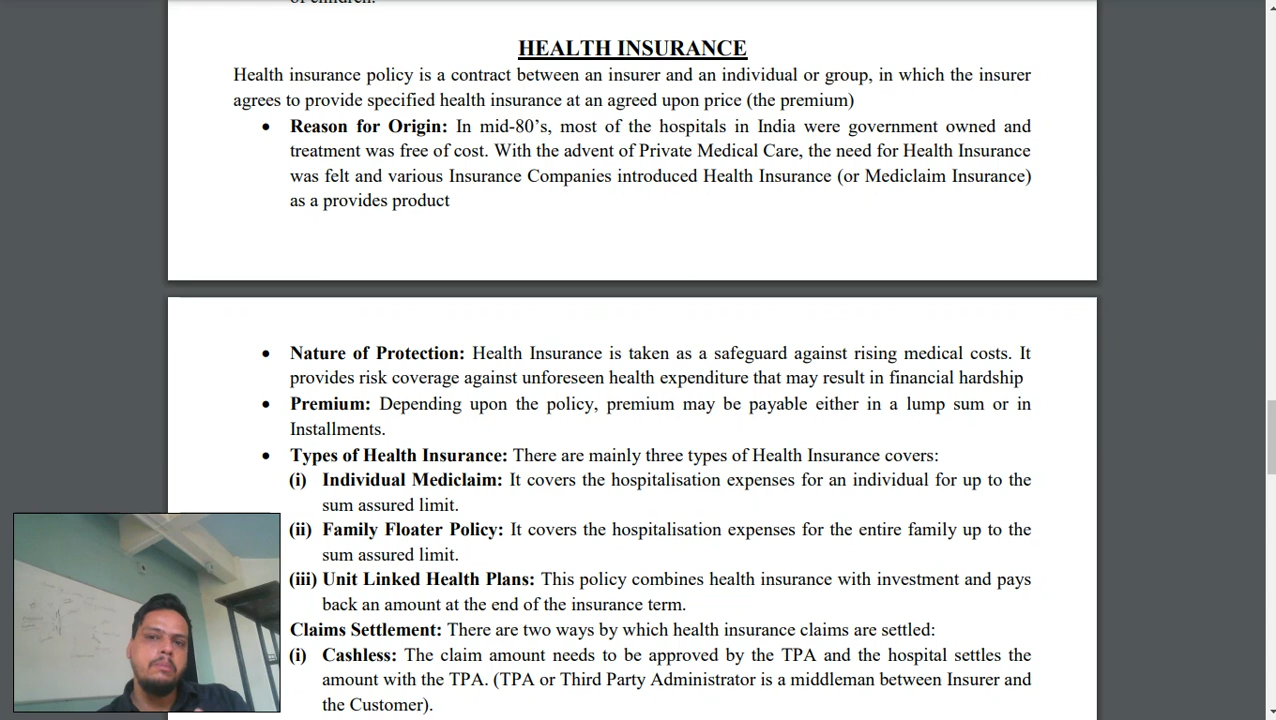 of children.
HEALTH INSURANCE
Health insurance policy is a contract between an insurer and an individual or group, in which the insurer
agrees to provide specified health insurance at an agreed upon price (the premium)
• Reason for Origin: In mid-80’s, most of the hospitals in India were government owned and
treatment was free of cost. With the advent of Private Medical Care, the need for Health Insurance
was felt and various Insurance Companies introduced Health Insurance (or Mediclaim Insurance)
as a provides product
• Nature of Protection: Health Insurance is taken as a safeguard against rising medical costs. It
provides risk coverage against unforeseen health expenditure that may result in financial hardship
• Premium: Depending upon the policy, premium may be payable either in a lump sum or in
Installments.
• Types of Health Insurance: There are mainly three types of Health Insurance covers:
(i) Individual Mediclaim: It covers the hospitalisation expenses for an individual for up to the
sum assured limit.
(ii) Family Floater Policy: It covers the hospitalisation expenses for the entire family up to the
sum assured limit.
(iii) Unit Linked Health Plans: This policy combines health insurance with investment and pays
back an amount at the end of the insurance term.
Claims Settlement: There are two ways by which health insurance claims are settled:
(i) Cashless: The claim amount needs to be approved by the TPA and the hospital settles the
amount with the TPA. (TPA or Third Party Administrator is a middleman between Insurer and
the Customer).